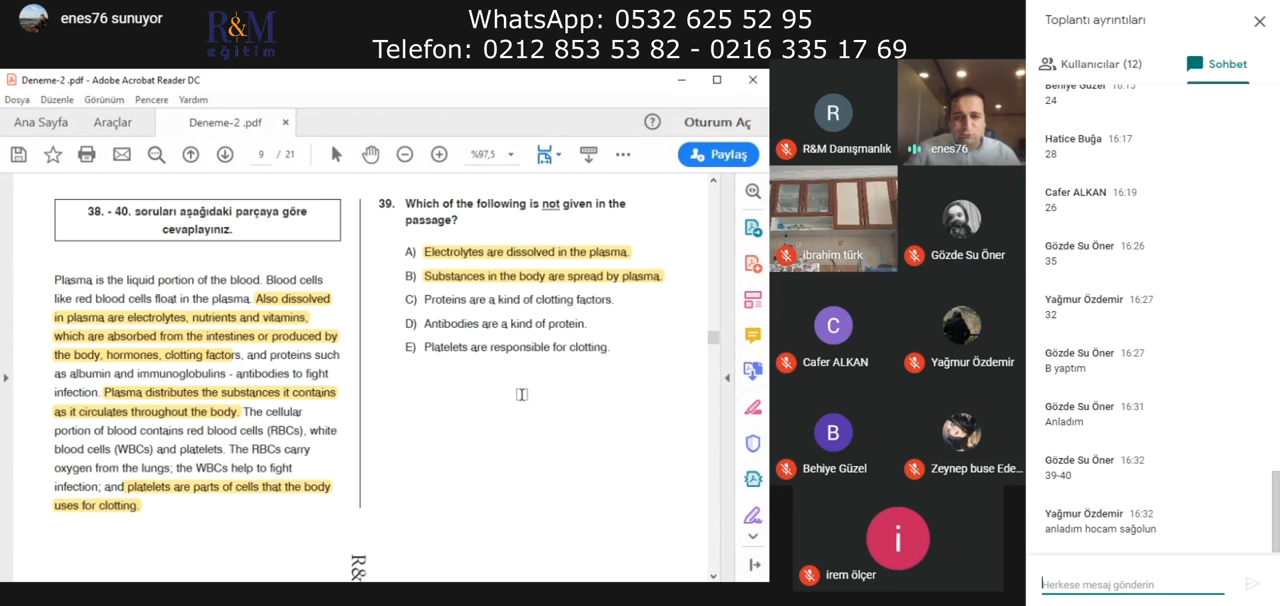 enes76 sunuyor
R&M
eğitim
WhatsApp: 0532 625 52 95
Telefon: 0212 853 53 82 - 0216 335 17 69
Deneme-2 .pdf - Adobe Acrobat Reader DC
Dosya Düzenle Görünüm Pencere Yardım
Ana Sayfa Araçlar Deneme-2 .pdf × Oturum Aç
9 / 21 %97,5 Paylaş
38. - 40. soruları aşağıdaki parçaya göre
cevaplayınız.
Plasma is the liquid portion of the blood. Blood cells
like red blood cells float in the plasma. Also dissolved
in plasma are electrolytes, nutrients and vitamins,
which are absorbed from the intestines or produced by
the body, hormones, clotting factors, and proteins such
as albumin and immunoglobulins - antibodies to fight
infection. Plasma distributes the substances it contains
as it circulates throughout the body. The cellular
portion of blood contains red blood cells (RBCs), white
blood cells (WBCs) and platelets. The RBCs carry
oxygen from the lungs; the WBCs help to fight
infection; and platelets are parts of cells that the body
uses for clotting.
39. Which of the following is not given in the
passage?
A) Electrolytes are dissolved in the plasma.
B) Substances in the body are spread by plasma.
C) Proteins are a kind of clotting factors.
D) Antibodies are a kind of protein.
E) Platelets are responsible for clotting.
R&
R
R&M Danışmanlık
enes76
ibrahim türk
Gözde Su Öner
C
Cafer ALKAN
Yağmur Özdemir
B
Behiye Güzel
Zeynep buse Ede...
i
irem ölçer
Toplantı ayrıntıları
Kullanıcılar (12) Sohbet
Behiye Güzel 16:15
24
Hatice Buğa 16:17
28
Cafer ALKAN 16:19
26
Gözde Su Öner 16:26
35
Yağmur Özdemir 16:27
32
Gözde Su Öner 16:27
B yaptım
Gözde Su Öner 16:31
Anladım
Gözde Su Öner 16:32
39-40
Yağmur Özdemir 16:32
anladım hocam sağolun
Herkese mesaj gönderin